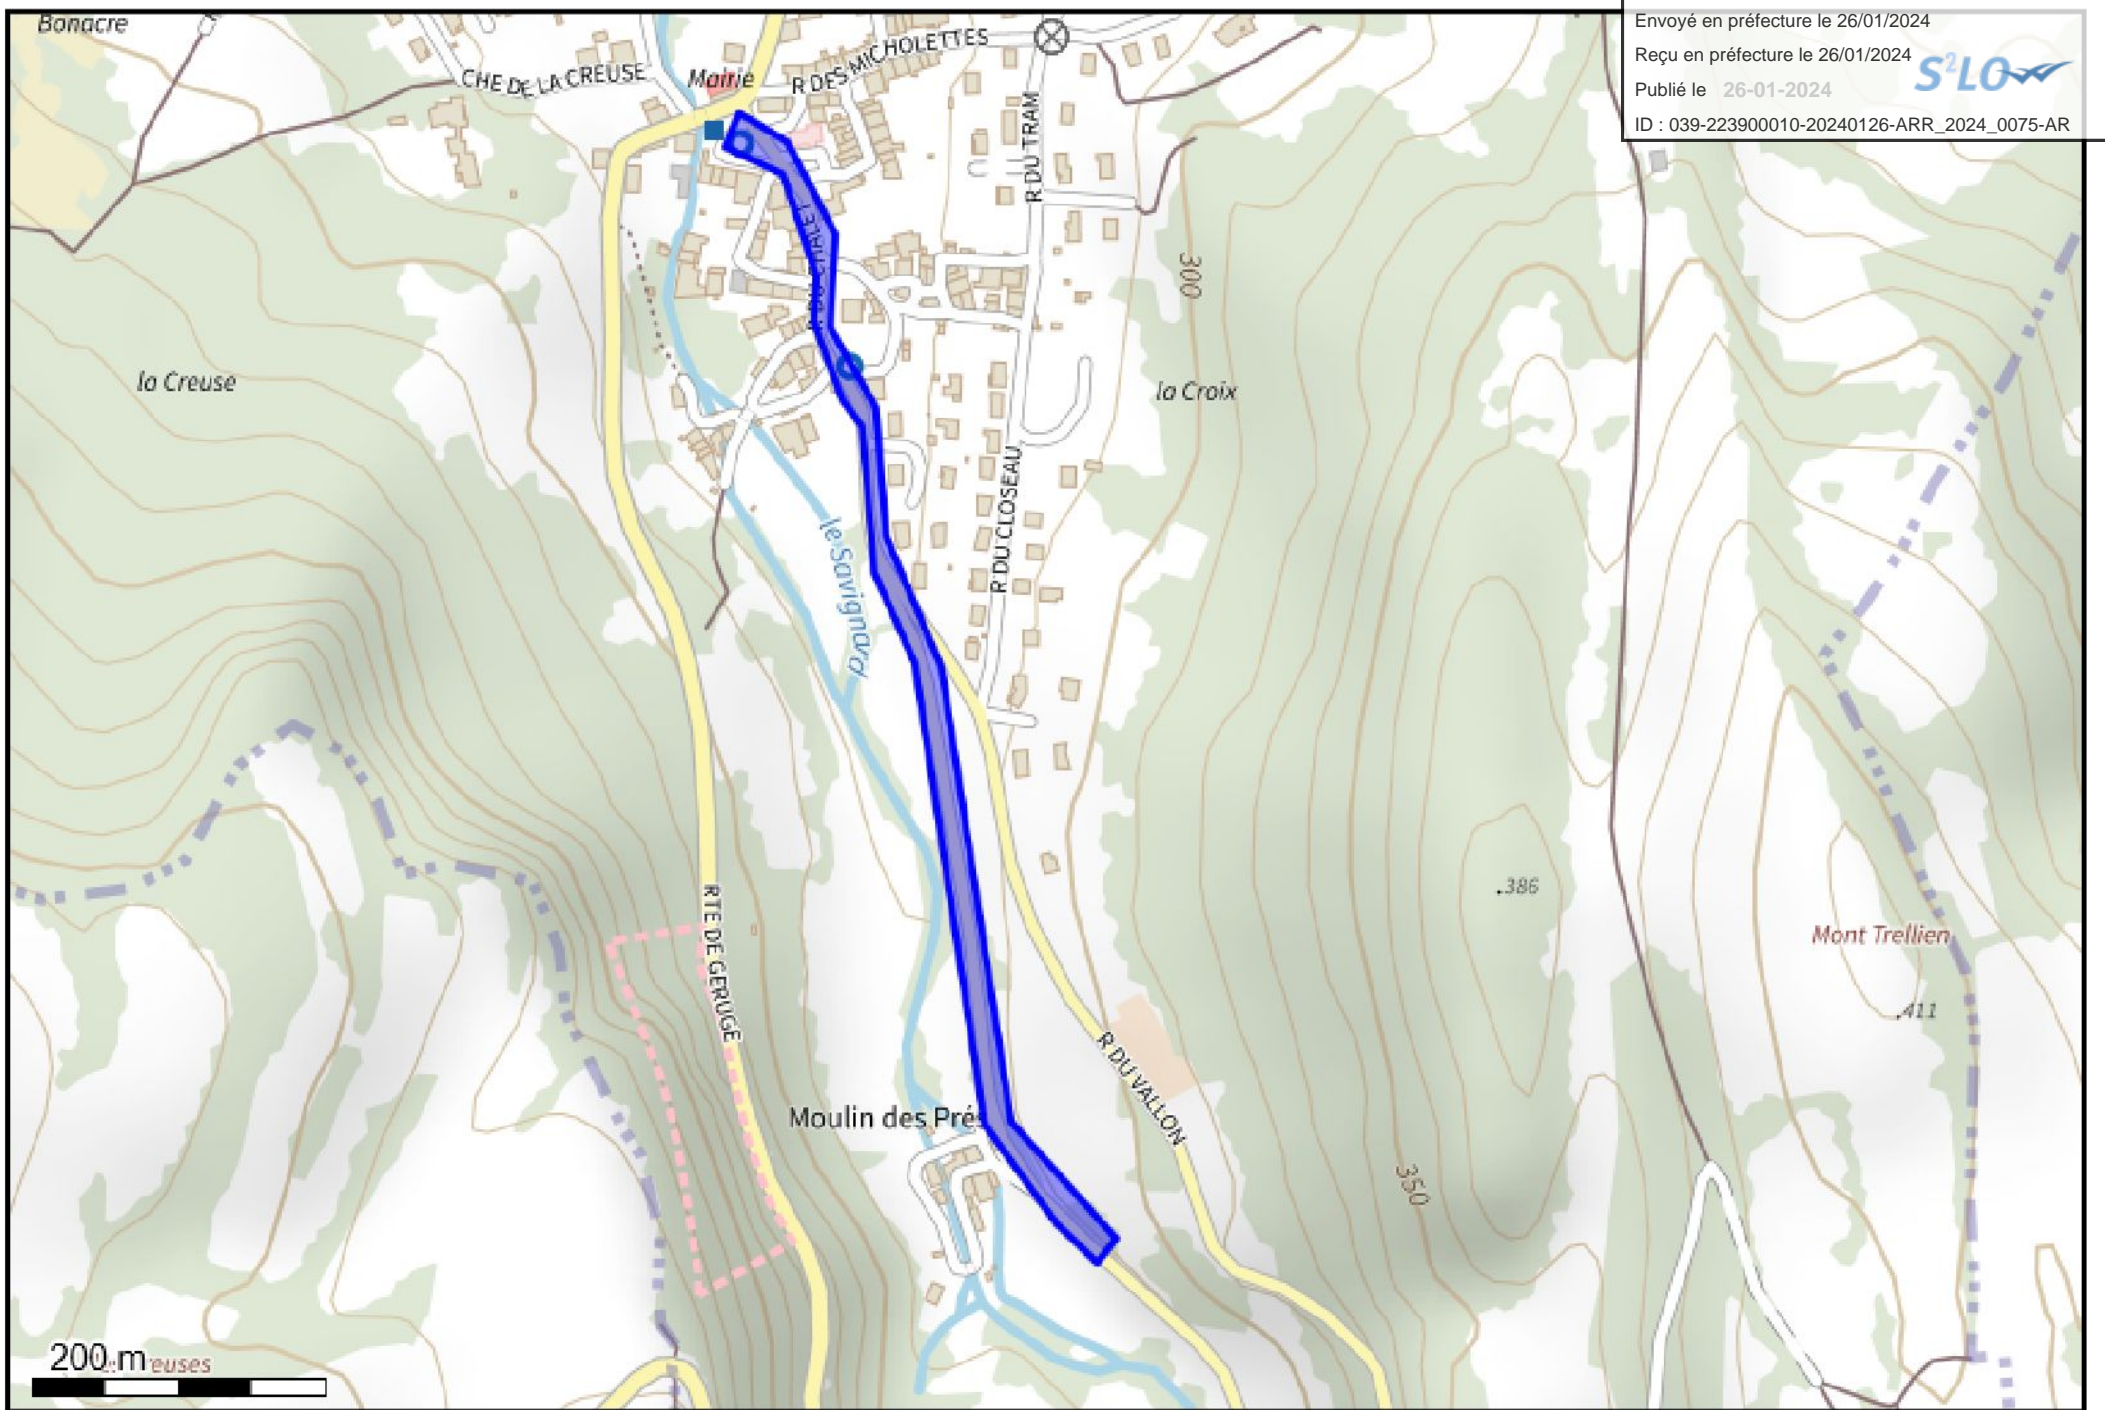 Bonacre
Envoyé en préfecture le 26/01/2024
Reçu en préfecture le 26/01/2024
Publié le 26-01-2024
S²LO
ID : 039-223900010-20240126-ARR_2024_0075-AR
CHE DE LA CREUSE
Mairie
R DES MICHOLETTES
R DU TRAM
300
la Creuse
la Croix
R DU CLOSEAU
le Savignard
.386
Mont Trellien
.411
RTE DE GERUGE
R DU VALLON
Moulin des Prés
350
200 m
euses